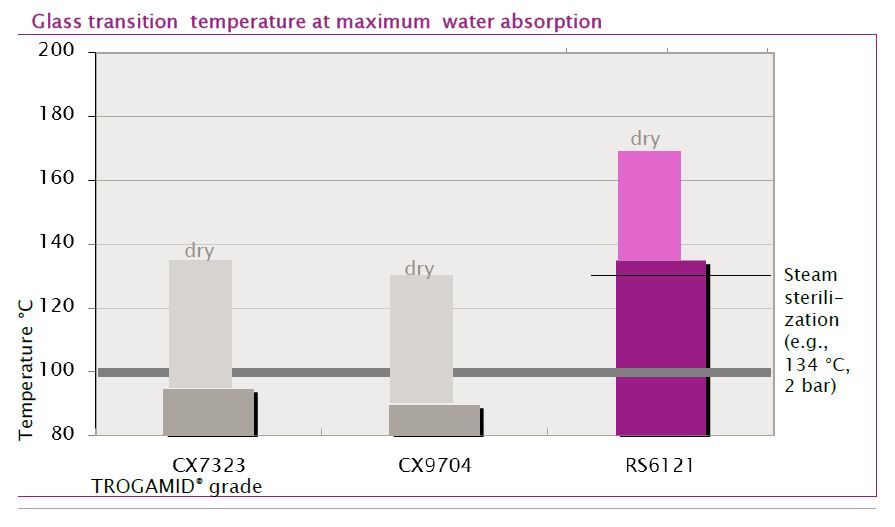 Glass transition temperature at maximum water absorption
200
180
160
140
120
100
80
Temperature °C
dry
dry
dry
Steam
sterili-
zation
(e.g.,
134 °C,
2 bar)
CX7323
CX9704
RS6121
TROGAMID® grade